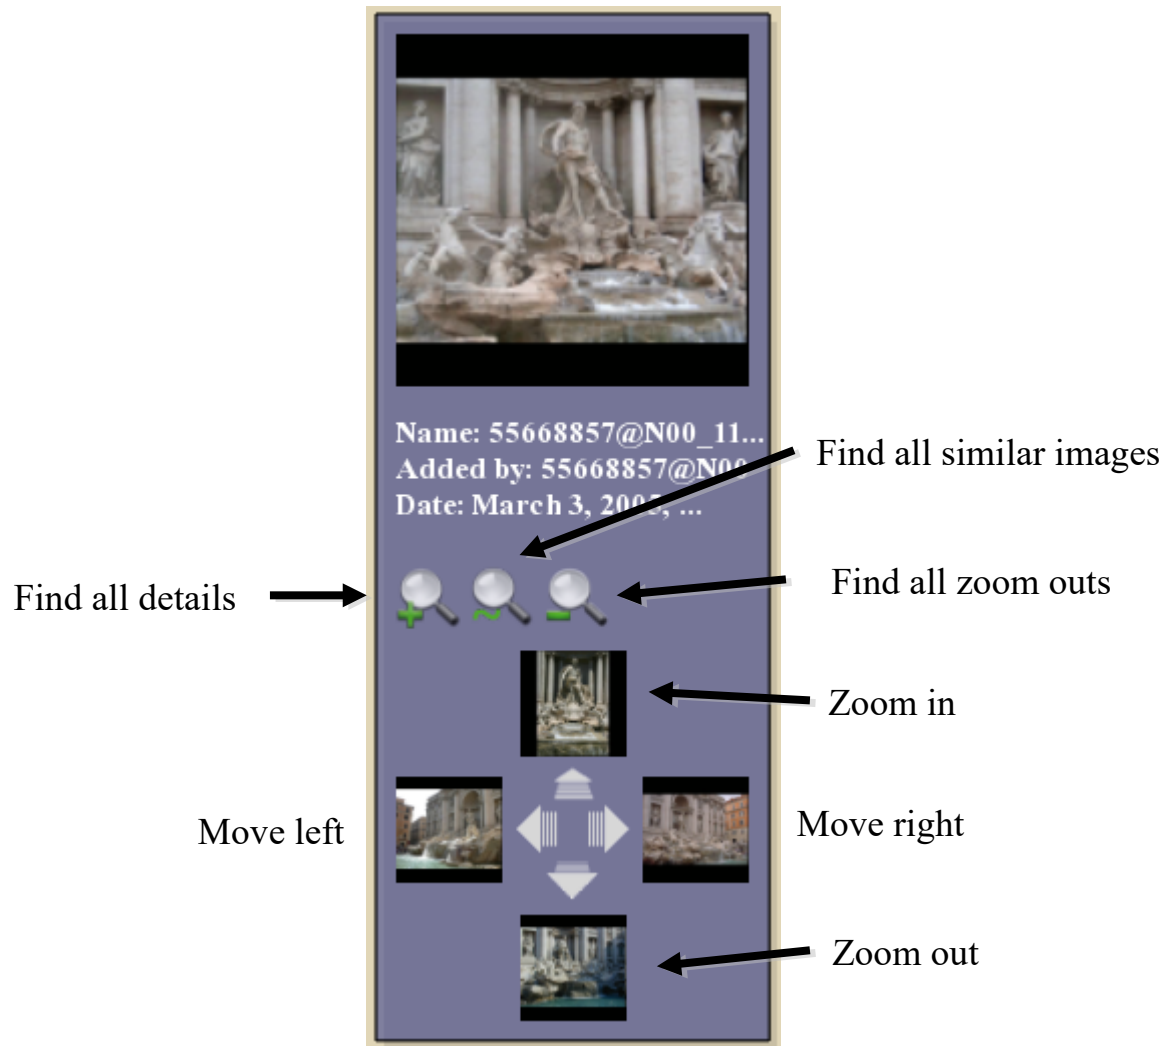 Name: 55668857@N00_11...
Added by: 55668857@N00
Date: March 3, 2005, ...
Find all similar images
Find all details
Find all zoom outs
Zoom in
Move left
Move right
Zoom out